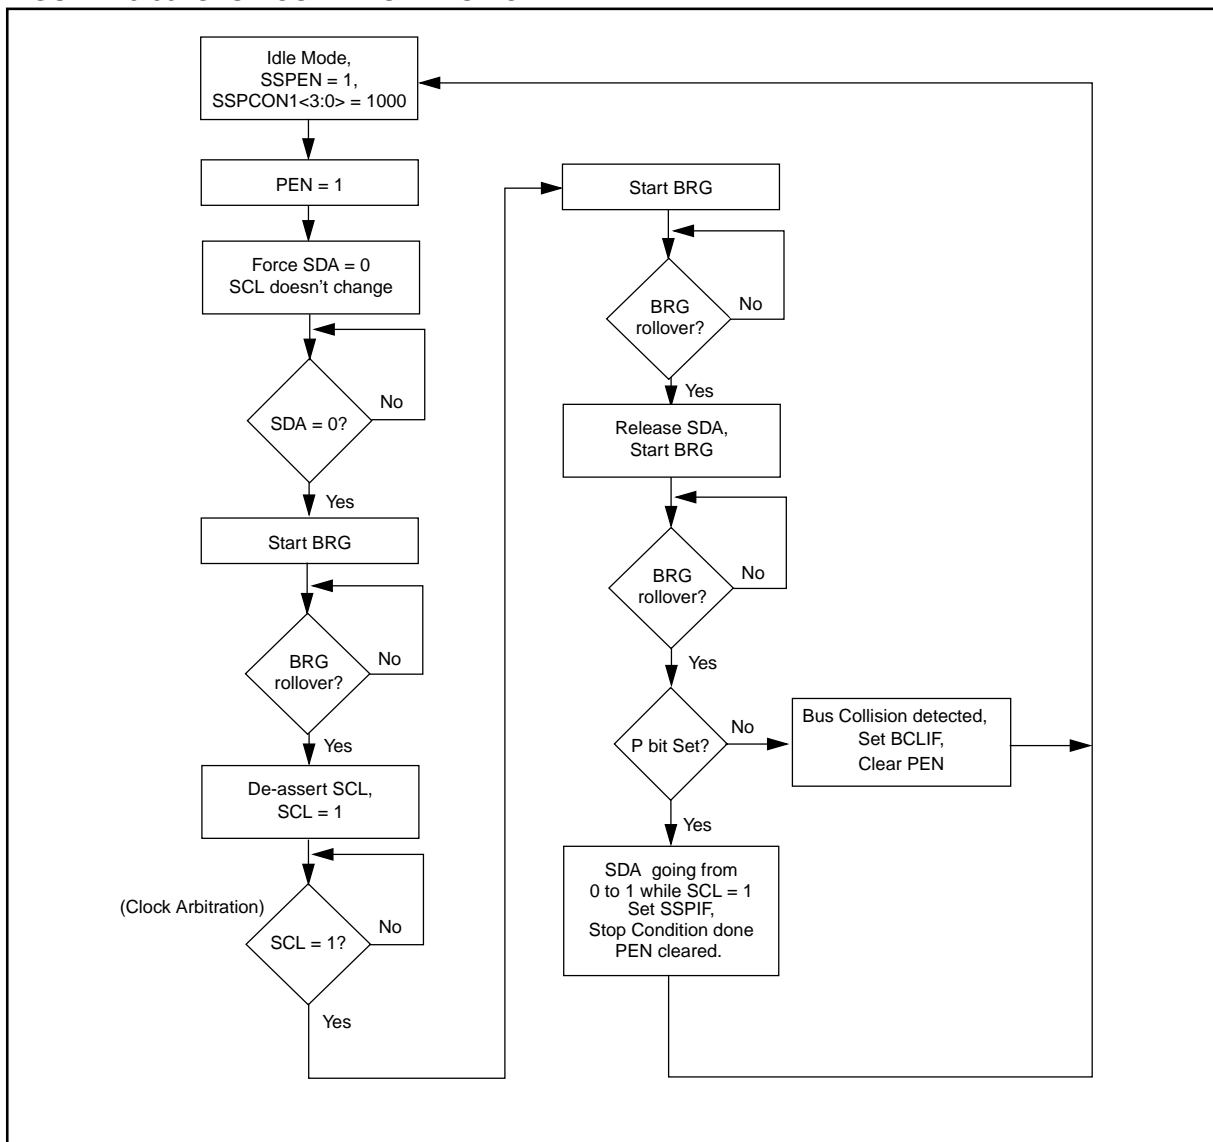 Idle Mode,
SSPEN = 1,
SSPCON1<3:0> = 1000
PEN = 1
Force SDA = 0
SCL doesn't change
SDA = 0?
No
Yes
Start BRG
BRG
rollover?
No
Yes
De-assert SCL,
SCL = 1
(Clock Arbitration)
SCL = 1?
No
Yes
Start BRG
BRG
rollover?
No
Yes
Release SDA,
Start BRG
BRG
rollover?
No
Yes
P bit Set?
No
Bus Collision detected,
Set BCLIF,
Clear PEN
Yes
SDA going from
0 to 1 while SCL = 1
Set SSPIF,
Stop Condition done
PEN cleared.